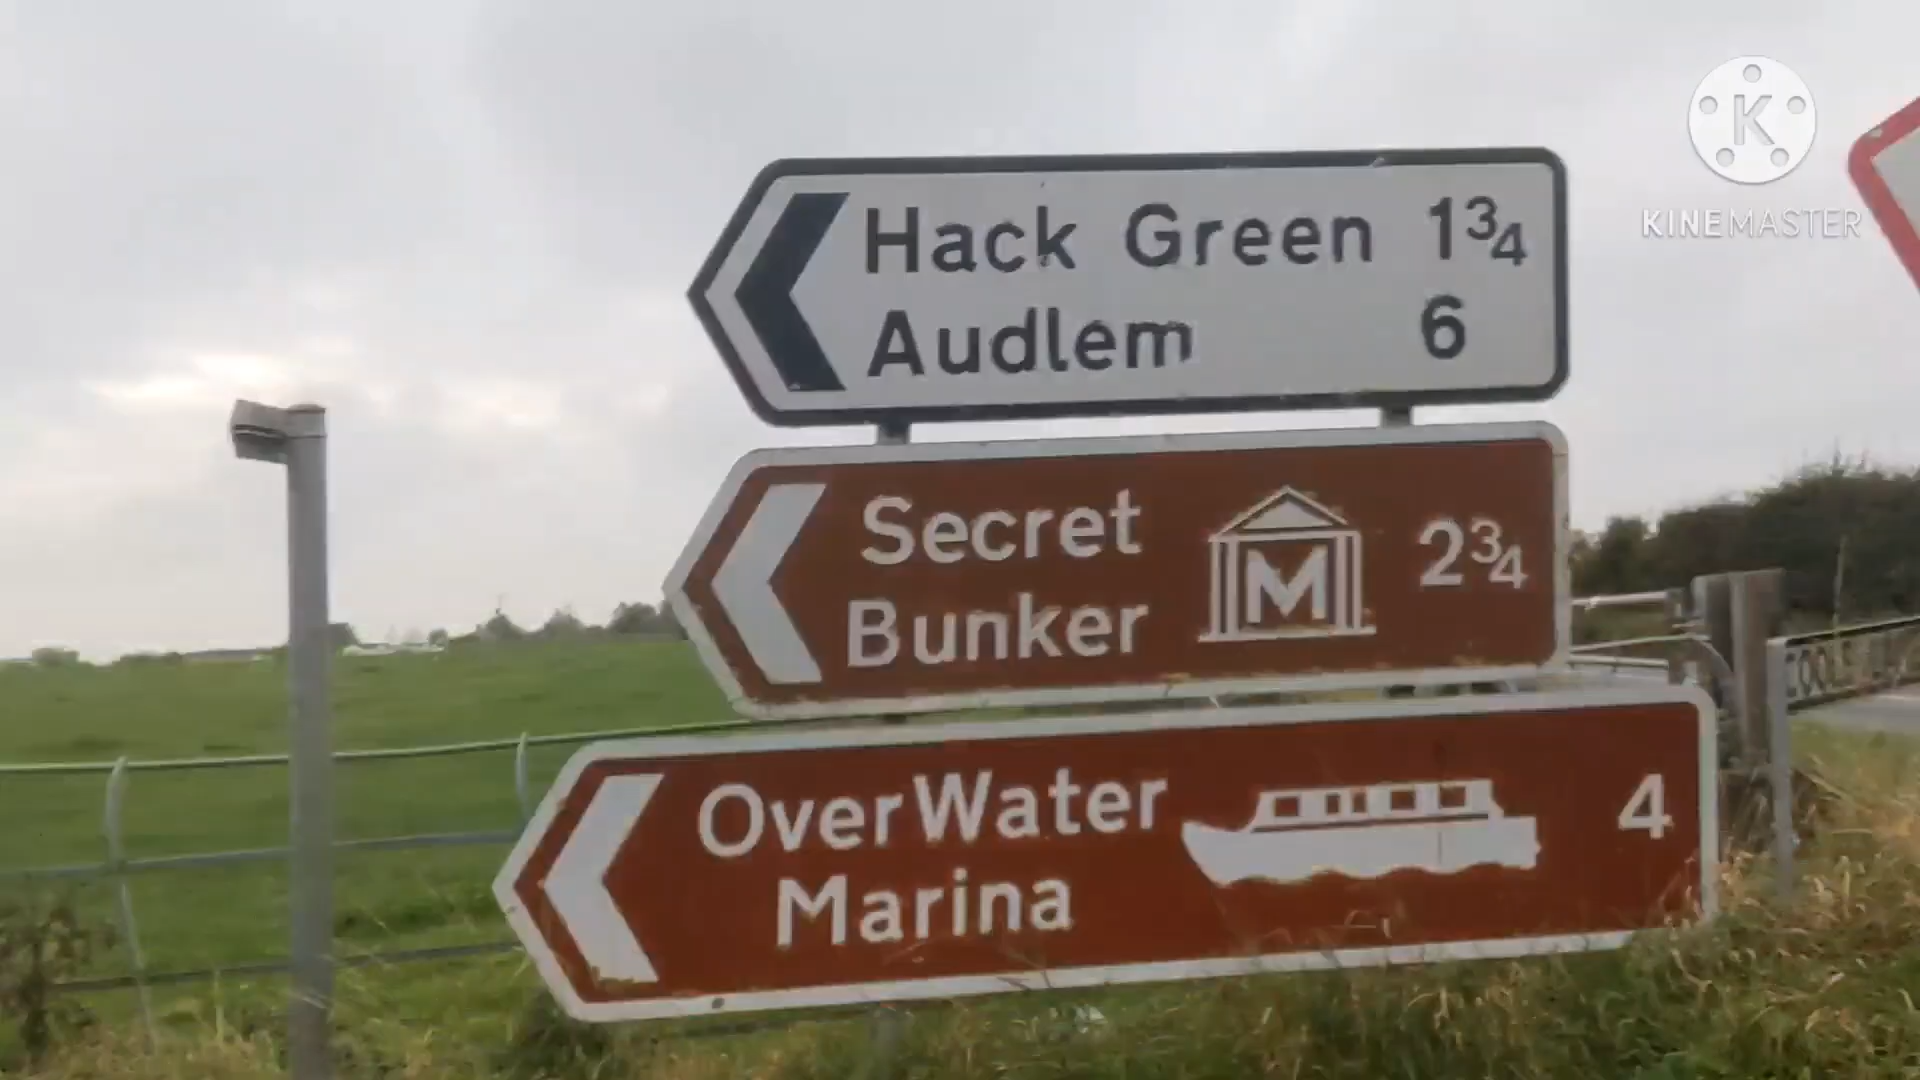 K
KINEMASTER
Hack Green 1¾
Audlem 6
Secret
Bunker
M
2¾
OverWater
Marina
4